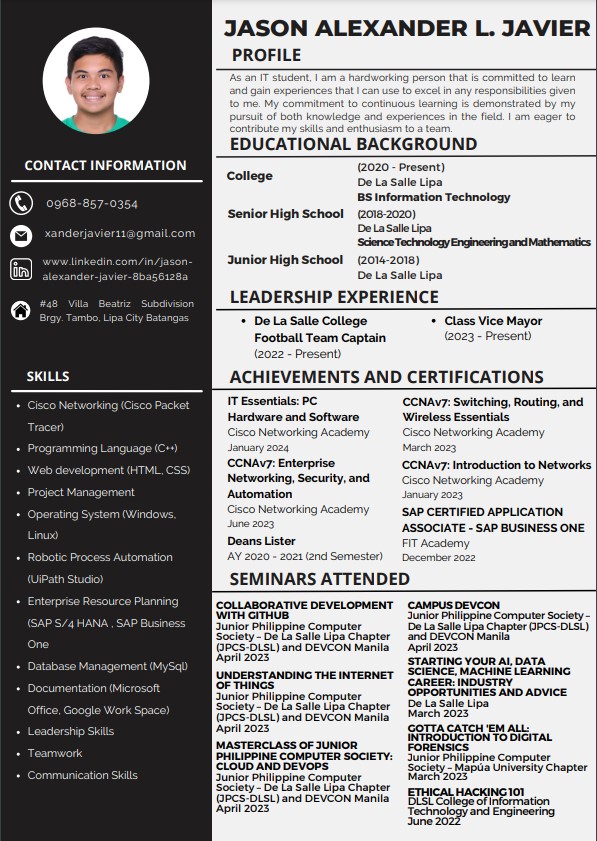 JASON ALEXANDER L. JAVIER
PROFILE
As an IT student, I am a hardworking person that is committed to learn
and gain experiences that I can use to excel in any responsibilities given
to me. My commitment to continuous learning is demonstrated by my
pursuit of both knowledge and experiences in the field. I am eager to
contribute my skills and enthusiasm to a team.
CONTACT INFORMATION
0968-857-0354
xanderjavier11@gmail.com
www.linkedin.com/in/jason-
alexander-javier-8ba56128a
#48 Villa Beatriz Subdivision
Brgy. Tambo, Lipa City Batangas
SKILLS
• Cisco Networking (Cisco Packet
Tracer)
• Programming Language (C++)
• Web development (HTML, CSS)
• Project Management
• Operating System (Windows,
Linux)
• Robotic Process Automation
(UiPath Studio)
• Enterprise Resource Planning
(SAP S/4 HANA , SAP Business
One
• Database Management (MySql)
• Documentation (Microsoft
Office, Google Work Space)
• Leadership Skills
• Teamwork
• Communication Skills
EDUCATIONAL BACKGROUND
College
(2020 - Present)
De La Salle Lipa
BS Information Technology
Senior High School
(2018-2020)
De La Salle Lipa
Science Technology Engineering and Mathematics
Junior High School
(2014-2018)
De La Salle Lipa
LEADERSHIP EXPERIENCE
• De La Salle College
Football Team Captain
(2022 - Present)
• Class Vice Mayor
(2023 - Present)
ACHIEVEMENTS AND CERTIFICATIONS
IT Essentials: PC
Hardware and Software
Cisco Networking Academy
January 2024
CCNAv7: Enterprise
Networking, Security, and
Automation
Cisco Networking Academy
June 2023
Deans Lister
AY 2020 - 2021 (2nd Semester)
CCNAv7: Switching, Routing, and
Wireless Essentials
Cisco Networking Academy
March 2023
CCNAv7: Introduction to Networks
Cisco Networking Academy
January 2023
SAP CERTIFIED APPLICATION
ASSOCIATE - SAP BUSINESS ONE
FIT Academy
December 2022
SEMINARS ATTENDED
COLLABORATIVE DEVELOPMENT
WITH GITHUB
Junior Philippine Computer
Society – De La Salle Lipa Chapter
(JPCS-DLSL) and DEVCON Manila
April 2023
UNDERSTANDING THE INTERNET
OF THINGS
Junior Philippine Computer
Society – De La Salle Lipa Chapter
(JPCS-DLSL) and DEVCON Manila
April 2023
MASTERCLASS OF JUNIOR
PHILIPPINE COMPUTER SOCIETY:
CLOUD AND DEVOPS
Junior Philippine Computer
Society – De La Salle Lipa Chapter
(JPCS-DLSL) and DEVCON Manila
April 2023
CAMPUS DEVCON
Junior Philippine Computer Society –
De La Salle Lipa Chapter (JPCS-DLSL)
and DEVCON Manila
April 2023
STARTING YOUR AI, DATA
SCIENCE, MACHINE LEARNING
CAREER: INDUSTRY
OPPORTUNITIES AND ADVICE
De La Salle Lipa
March 2023
GOTTA CATCH 'EM ALL:
INTRODUCTION TO DIGITAL
FORENSICS
Junior Philippine Computer
Society – Mapúa University Chapter
March 2023
ETHICAL HACKING 101
DLSL College of Information
Technology and Engineering
June 2022